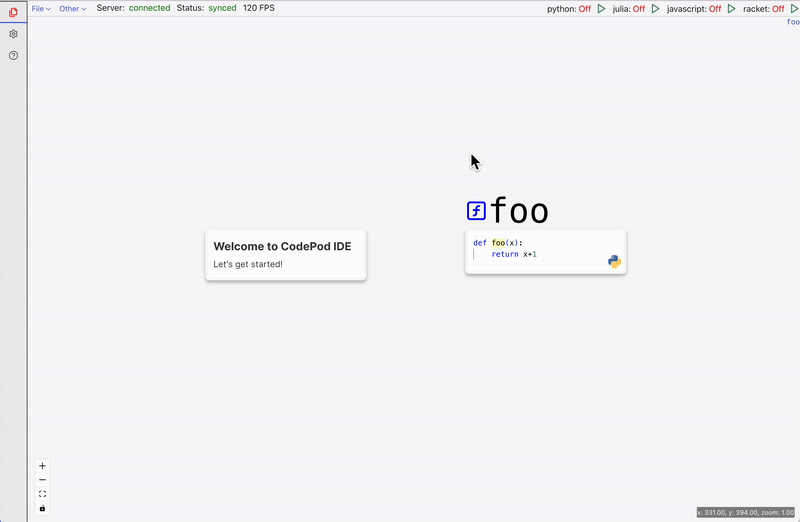 File Other Server: connected Status: synced 120 FPS python: Off julia: Off javascript: Off racket: Off
foo
foo
Welcome to CodePod IDE
Let's get started!
def foo(x):
return x+1
x: 331.00, y: 394.00, zoom: 1.00